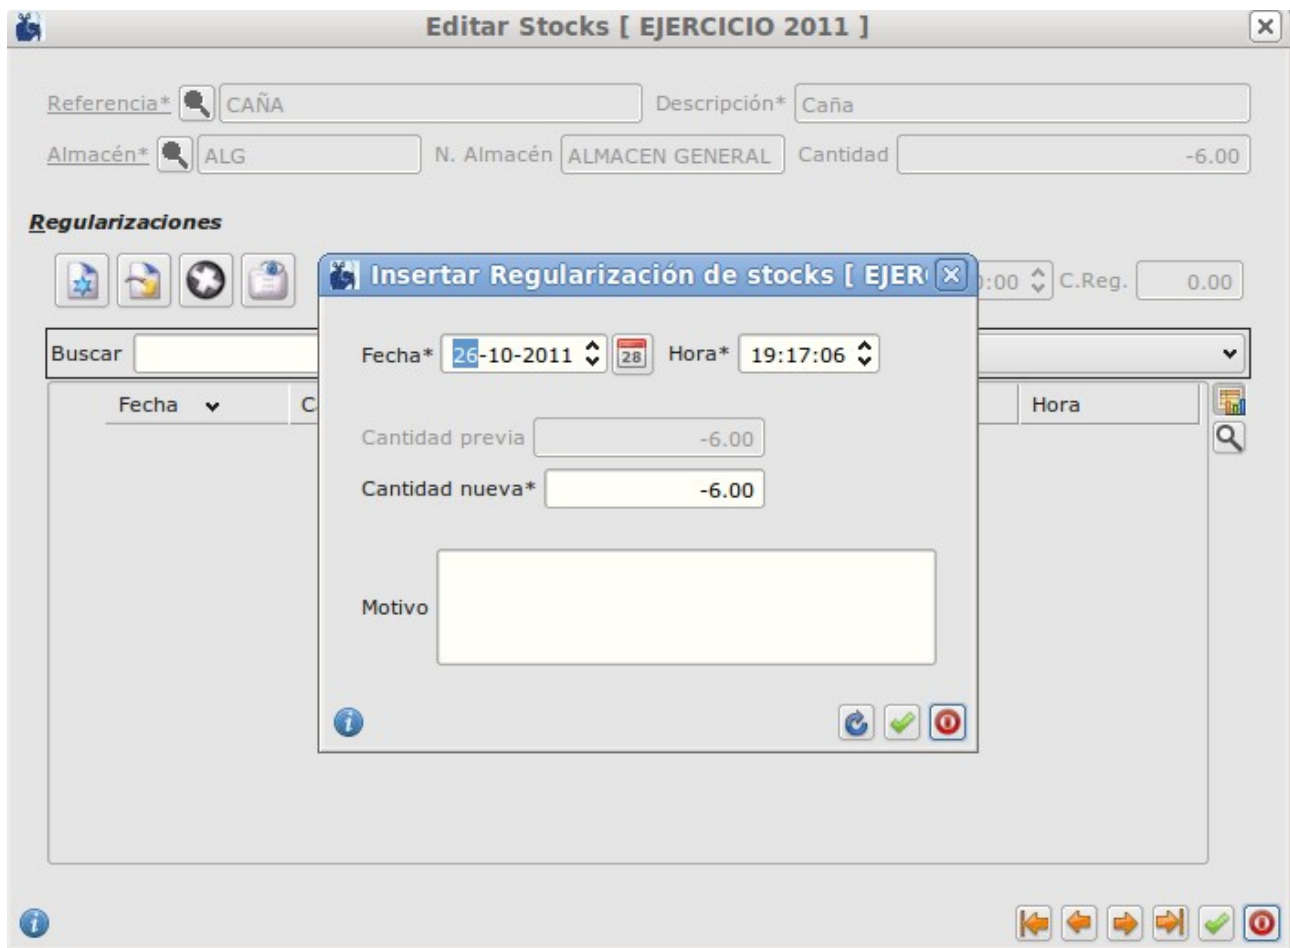 Editar Stocks [ EJERCICIO 2011 ]
Referencia* CAÑA Descripción* Caña
Almacén* ALG N. Almacén ALMACEN GENERAL Cantidad -6.00
Regularizaciones
Insertar Regularización de stocks [ EJER
:00 C.Reg. 0.00
Buscar
Fecha* 26-10-2011 28 Hora* 19:17:06
Fecha C Hora
Cantidad previa -6.00
Cantidad nueva* -6.00
Motivo